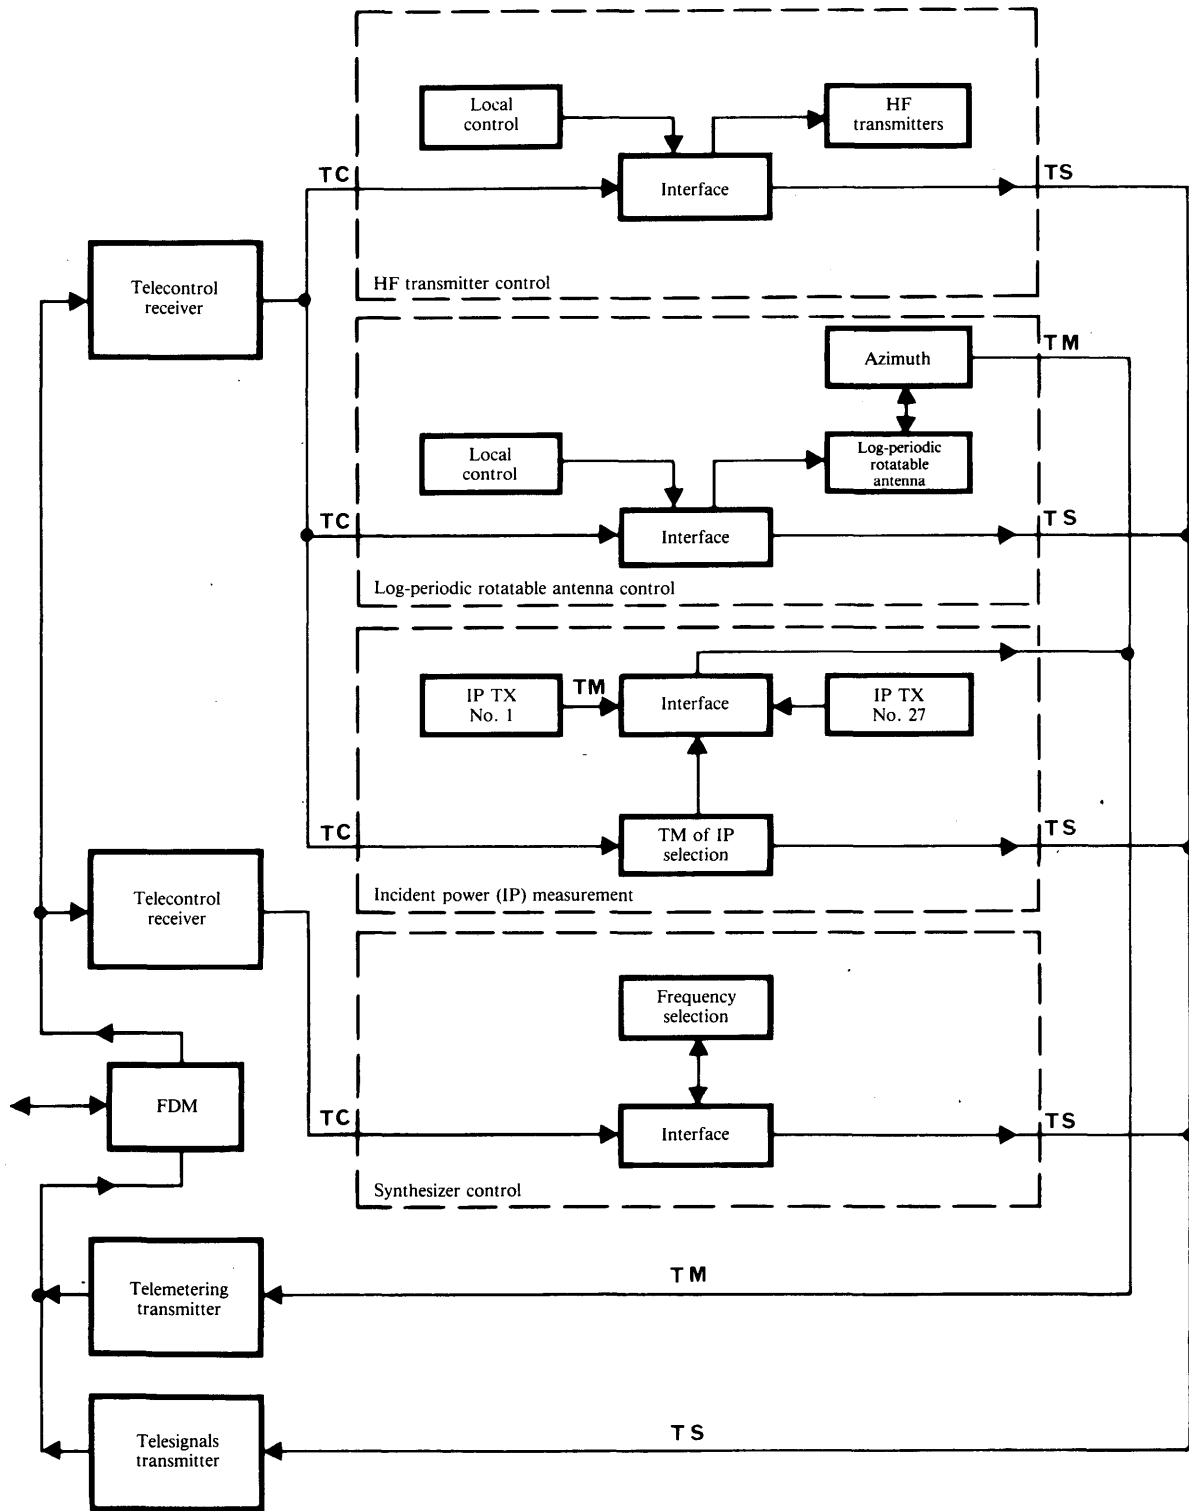 Local
control
HF
transmitters
TC
Interface
TS
Telecontrol
receiver
HF transmitter control
Azimuth
TM
Local
control
Log-periodic
rotatable
antenna
TC
Interface
TS
Log-periodic rotatable antenna control
IP TX
No. 1
TM
Interface
IP TX
No. 27
TC
TM of IP
selection
TS
Telecontrol
receiver
Incident power (IP) measurement
Frequency
selection
FDM
TC
Interface
TS
Synthesizer control
Telemetering
transmitter
TM
Telesignals
transmitter
TS